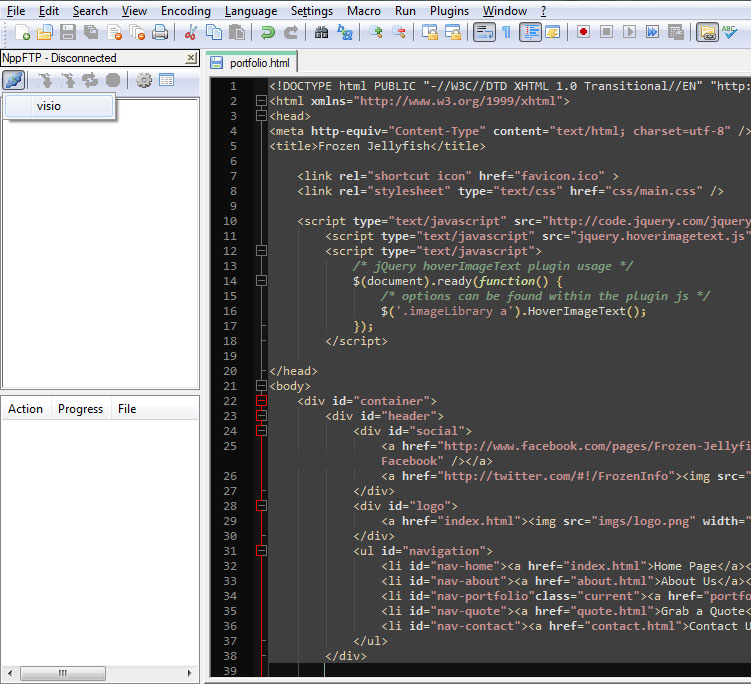 File Edit Search View Encoding Language Settings Macro Run Plugins Window ?
NppFTP - Disconnected
visio
Action Progress File
portfolio.html
1 <!DOCTYPE html PUBLIC "-//W3C//DTD XHTML 1.0 Transitional//EN" "http:
2 <html xmlns="http://www.w3.org/1999/xhtml">
3 <head>
4 <meta http-equiv="Content-Type" content="text/html; charset=utf-8" />
5 <title>Frozen Jellyfish</title>
6
7 <link rel="shortcut icon" href="favicon.ico" >
8 <link rel="stylesheet" type="text/css" href="css/main.css" />
9
10 <script type="text/javascript" src="http://code.jquery.com/jquery
11 <script type="text/javascript" src="jquery.hoverimagetext.js"
12 <script type="text/javascript">
13 /* jQuery hoverImageText plugin usage */
14 $(document).ready(function() {
15 /* options can be found within the plugin js */
16 $('.imageLibrary a').HoverImageText();
17 });
18 </script>
19
20 </head>
21 <body>
22 <div id="container">
23 <div id="header">
24 <div id="social">
25 <a href="http://www.facebook.com/pages/Frozen-Jellyfi
Facebook" /></a>
26 <a href="http://twitter.com/#!/FrozenInfo"><img src="
27 </div>
28 <div id="logo">
29 <a href="index.html"><img src="imgs/logo.png" width="
30 </div>
31 <ul id="navigation">
32 <li id="nav-home"><a href="index.html">Home Page</a><
33 <li id="nav-about"><a href="about.html">About Us</a><
34 <li id="nav-portfolio"class="current"><a href="portfo
35 <li id="nav-quote"><a href="quote.html">Grab a Quote<
36 <li id="nav-contact"><a href="contact.html">Contact U
37 </ul>
38 </div>
39